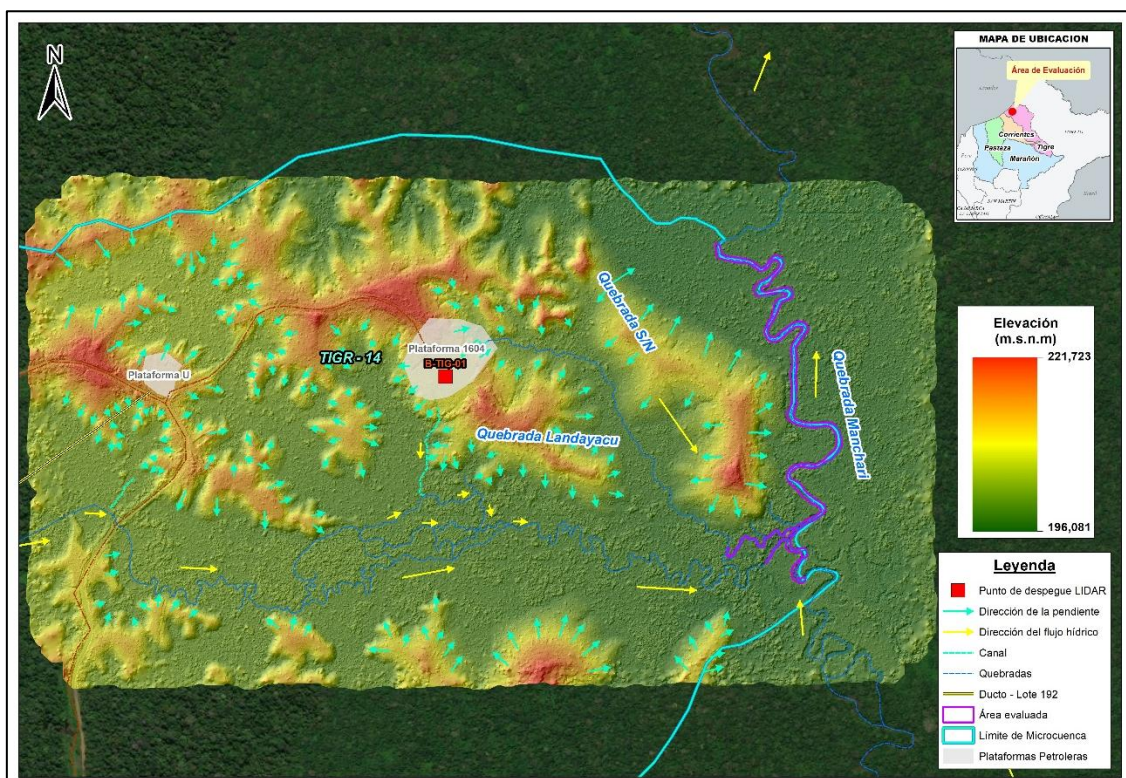 N
MAPA DE UBICACION
Área de Evaluación
Corrientes
Tigre
Pastaza
Marañón
Quebrada S/N
Plataforma 1604
B-TIG-01
TIGR - 14
Plataforma U
Quebrada Landayacu
Quebrada Manchari
Elevación
(m.s.n.m)
221,723
196,081
Leyenda
Punto de despegue LIDAR
Dirección de la pendiente
Dirección del flujo hídrico
Canal
Quebradas
Ducto - Lote 192
Área evaluada
Límite de Microcuenca
Plataformas Petroleras